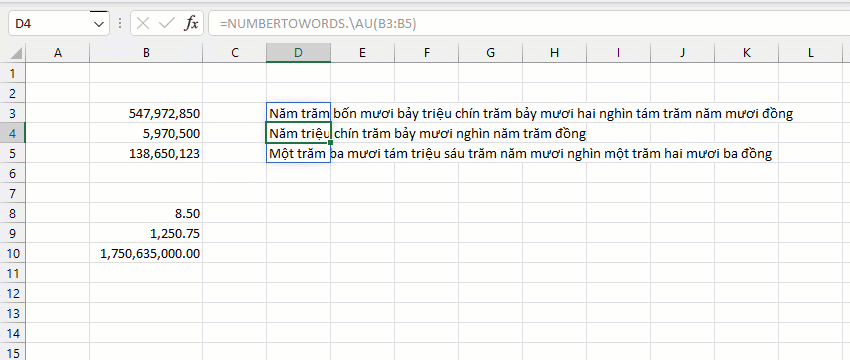 D4 fx =NUMBERTOWORDS.\AU(B3:B5)
A B C D E F G H I J K L
1
2
3 547,972,850 Năm trăm bốn mươi bảy triệu chín trăm bảy mươi hai nghìn tám trăm năm mươi đồng
4 5,970,500 Năm triệu chín trăm bảy mươi nghìn năm trăm đồng
5 138,650,123 Một trăm ba mươi tám triệu sáu trăm năm mươi nghìn một trăm hai mươi ba đồng
6
7
8 8.50
9 1,250.75
10 1,750,635,000.00
11
12
13
14
15